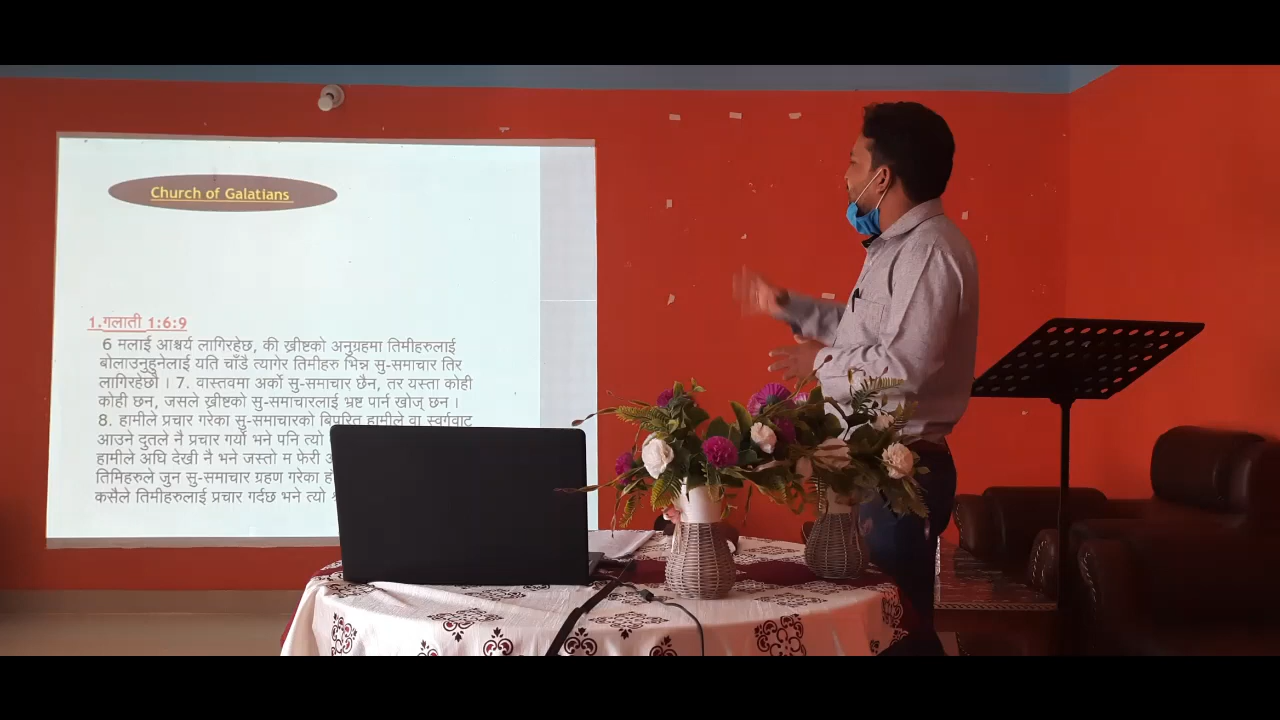 Church of Galatians
1.गलाती 1:6:9
6 मलाई आश्चर्य लागिरहेछ, की ख्रीष्टको अनुग्रहमा तिमीहरुलाई
बोलाउनुहुनेलाई यति चाँडै त्यागेर तिमीहरु भिन्न सु-समाचार तिर
लागिरहेछौ । 7. वास्तवमा अर्को सु-समाचार छैन, तर यस्ता कोही
कोही छन, जसले ख्रीष्टको सु-समाचारलाई भ्रष्ट पार्न खोज् छन ।
8. हामीले प्रचार गरेका सु-समाचारको बिपरित हामीले वा स्वर्गवाट
आउने दुतले नै प्रचार गर्यो भने पनि त्यो
हामीले अघि देखी नै भने जस्तो म फेरी
तिमिहरुले जुन सु-समाचार ग्रहण गरेका
कसैले तिमीहरुलाई प्रचार गर्दछ भने त्यो